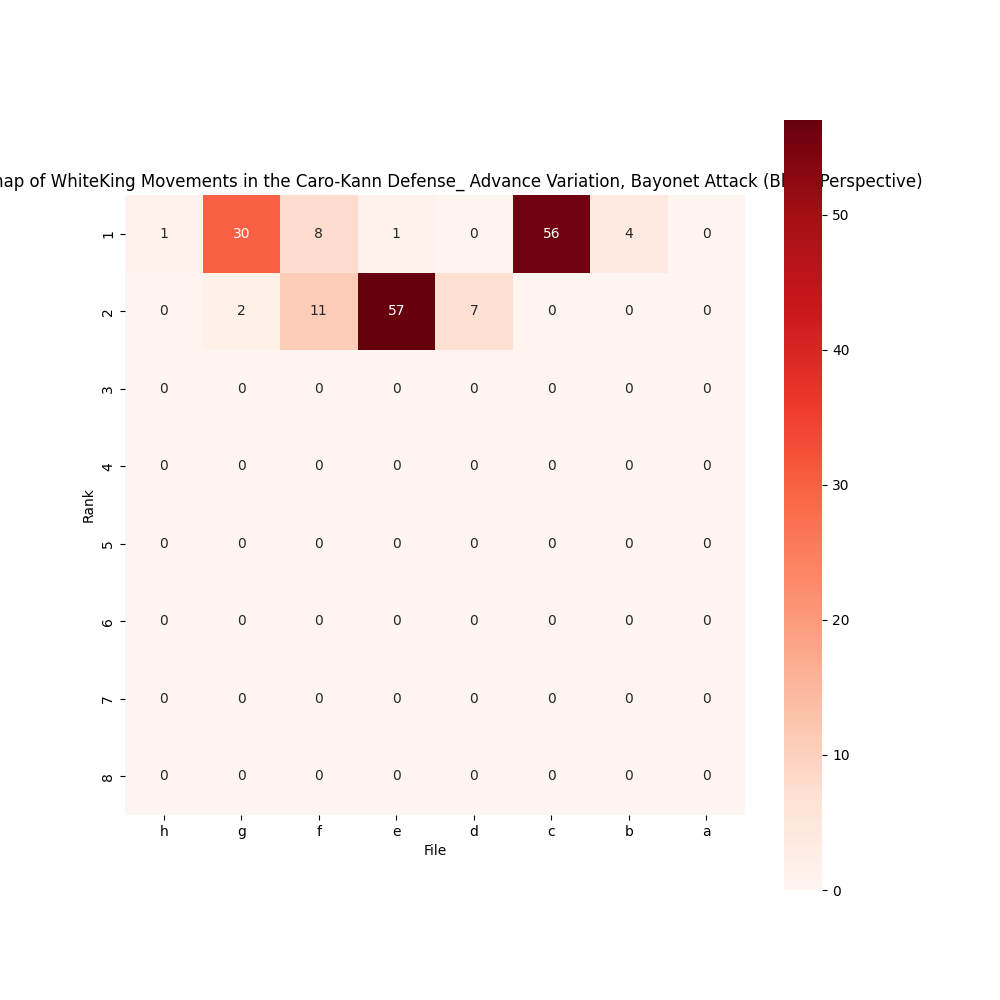 map of WhiteKing Movements in the Caro-Kann Defense_ Advance Variation, Bayonet Attack (Bl Perspective)
1 1 30 8 1 0 56 4 0
2 0 2 11 57 7 0 0 0
3 0 0 0 0 0 0 0 0
4 0 0 0 0 0 0 0 0
5 0 0 0 0 0 0 0 0
6 0 0 0 0 0 0 0 0
7 0 0 0 0 0 0 0 0
8 0 0 0 0 0 0 0 0
Rank
h g f e d c b a
File
50
40
30
20
10
0